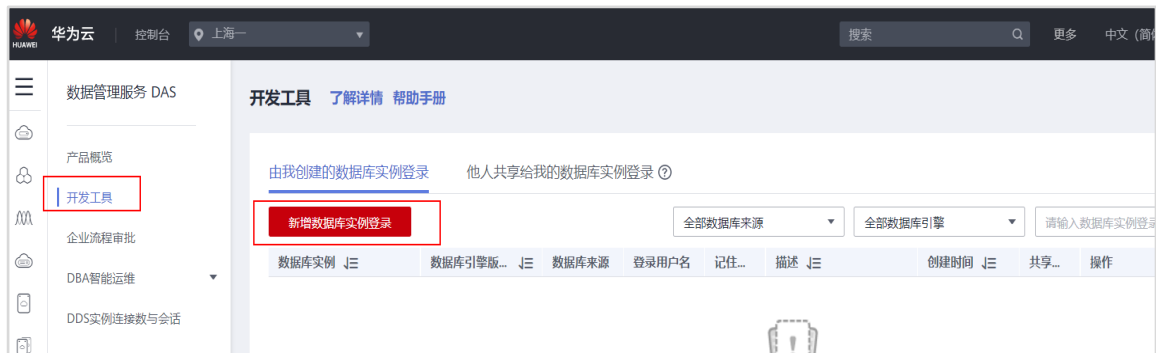 HUAWEI 华为云 控制台 上海一 搜索 更多 中文 (简体
数据管理服务 DAS
开发工具 了解详情 帮助手册
产品概览
由我创建的数据库实例登录 他人共享给我的数据库实例登录
开发工具
新增数据库实例登录 全部数据库来源 全部数据库引擎 请输入数据库实例登录
企业流程审批
数据库实例 数据库引擎版... 数据库来源 登录用户名 记住... 描述 创建时间 共享... 操作
DBA智能运维
DDS实例连接数与会话